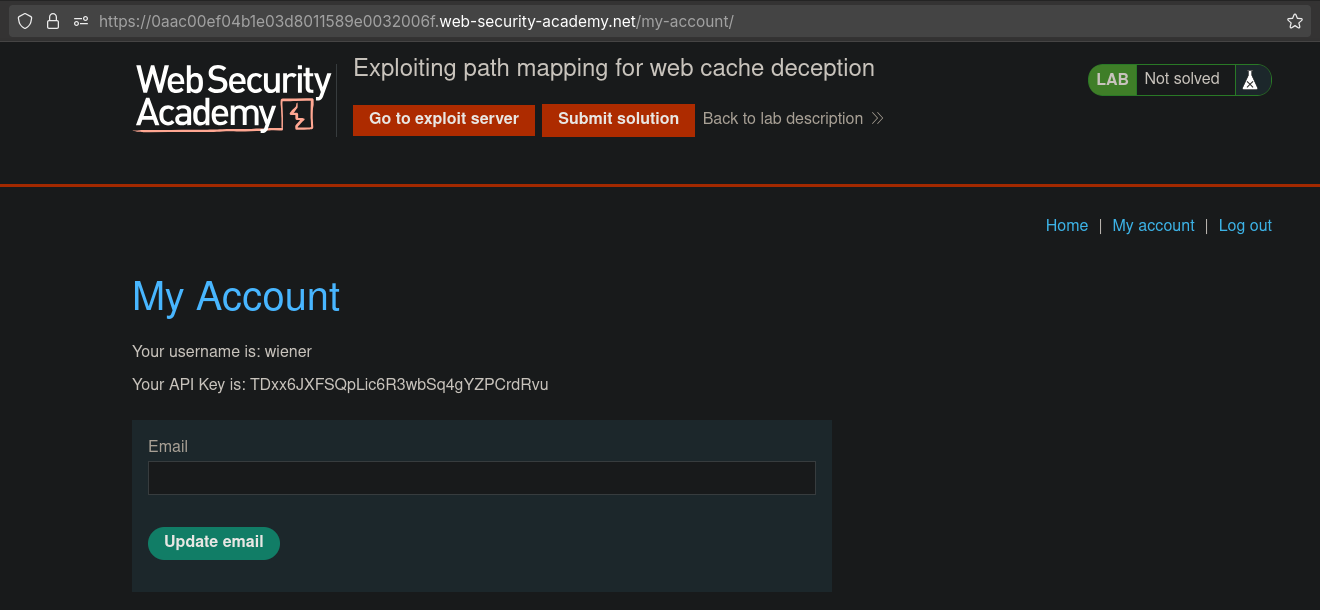 https://0aac00ef04b1e03d8011589e0032006f.web-security-academy.net/my-account/
WebSecurity
Academy
Exploiting path mapping for web cache deception
Go to exploit server
Submit solution
Back to lab description
LAB
Not solved
Home | My account | Log out
My Account
Your username is: wiener
Your API Key is: TDxx6JXFSQpLic6R3wbSq4gYZPCrdRvu
Email
Update email